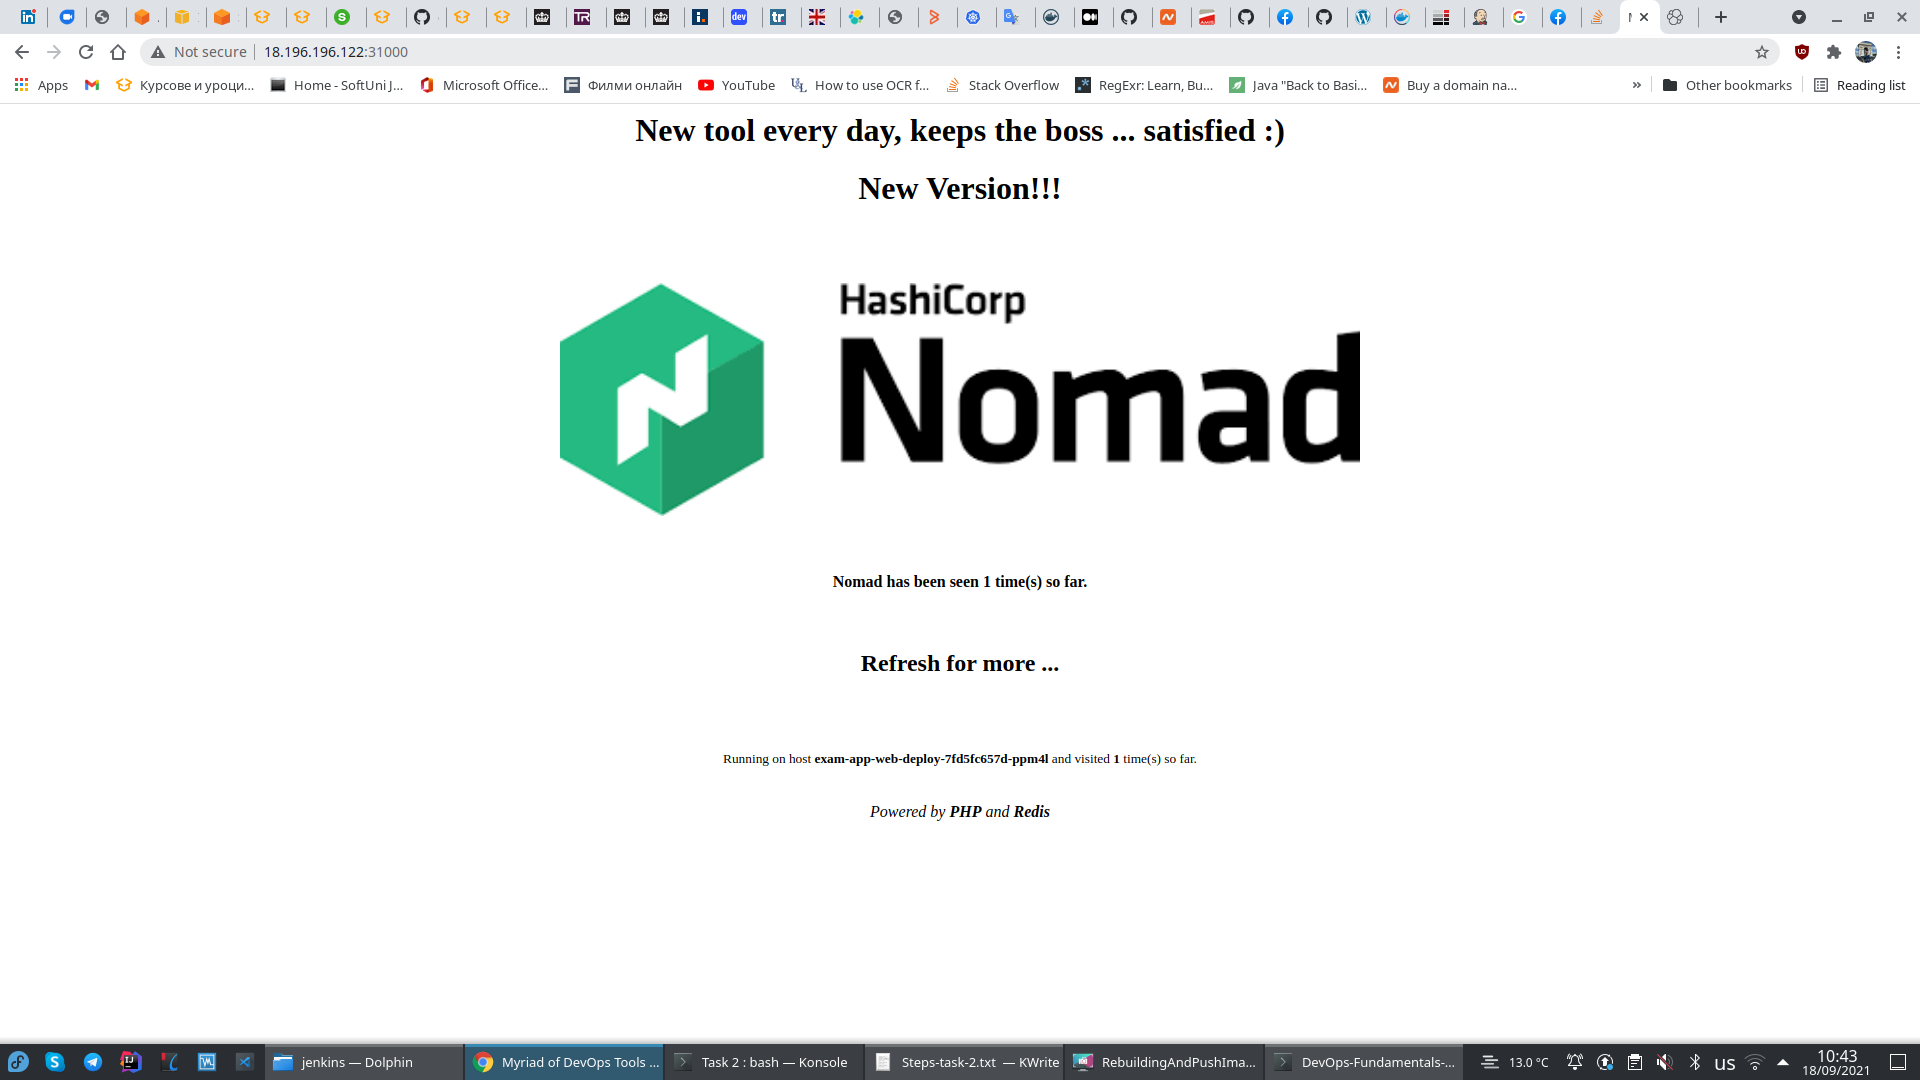 Not secure
18.196.196.122:31000
Apps
Курсове и уроци...
Home - SoftUni J...
Microsoft Office...
Филми онлайн
YouTube
How to use OCR f...
Stack Overflow
RegExr: Learn, Bu...
Java "Back to Basi...
Buy a domain na...
»
Other bookmarks
Reading list
New tool every day, keeps the boss ... satisfied :)
New Version!!!
HashiCorp
Nomad
Nomad has been seen 1 time(s) so far.
Refresh for more ...
Running on host exam-app-web-deploy-7fd5fc657d-ppm4l and visited 1 time(s) so far.
Powered by PHP and Redis
jenkins — Dolphin
Myriad of DevOps Tools ...
Task 2 : bash — Konsole
Steps-task-2.txt — KWrite
RebuildingAndPushIma...
DevOps-Fundamentals-...
13.0 °C
us
10:43
18/09/2021